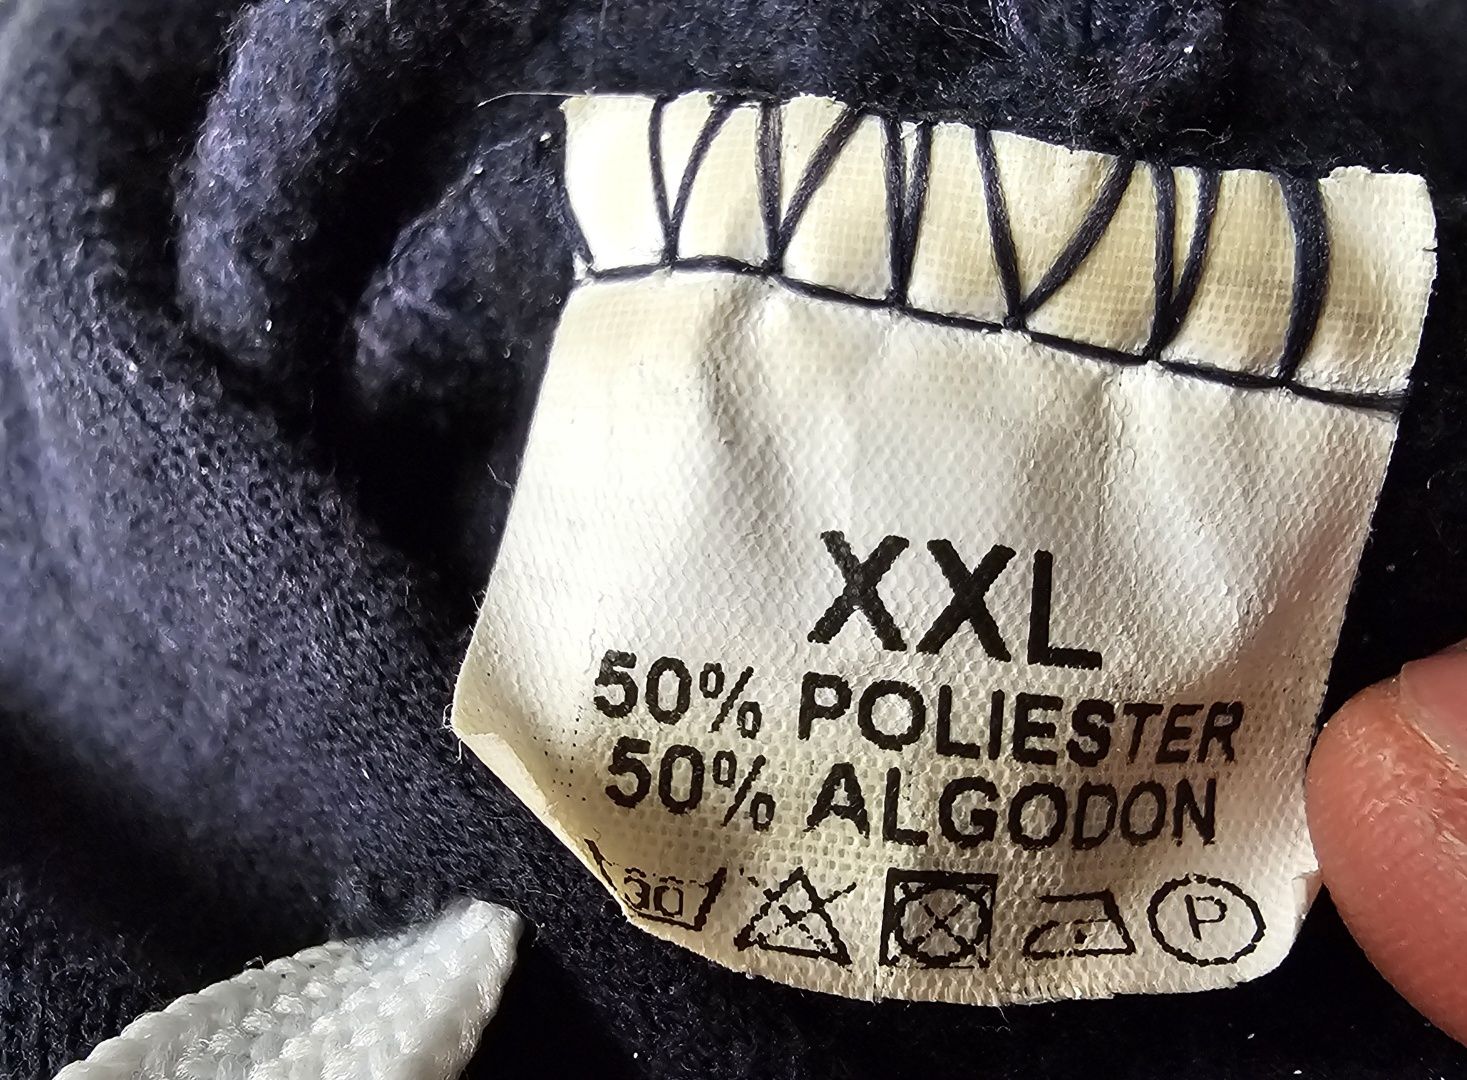 XXL
50% POLIESTER
50% ALGODON
30 P